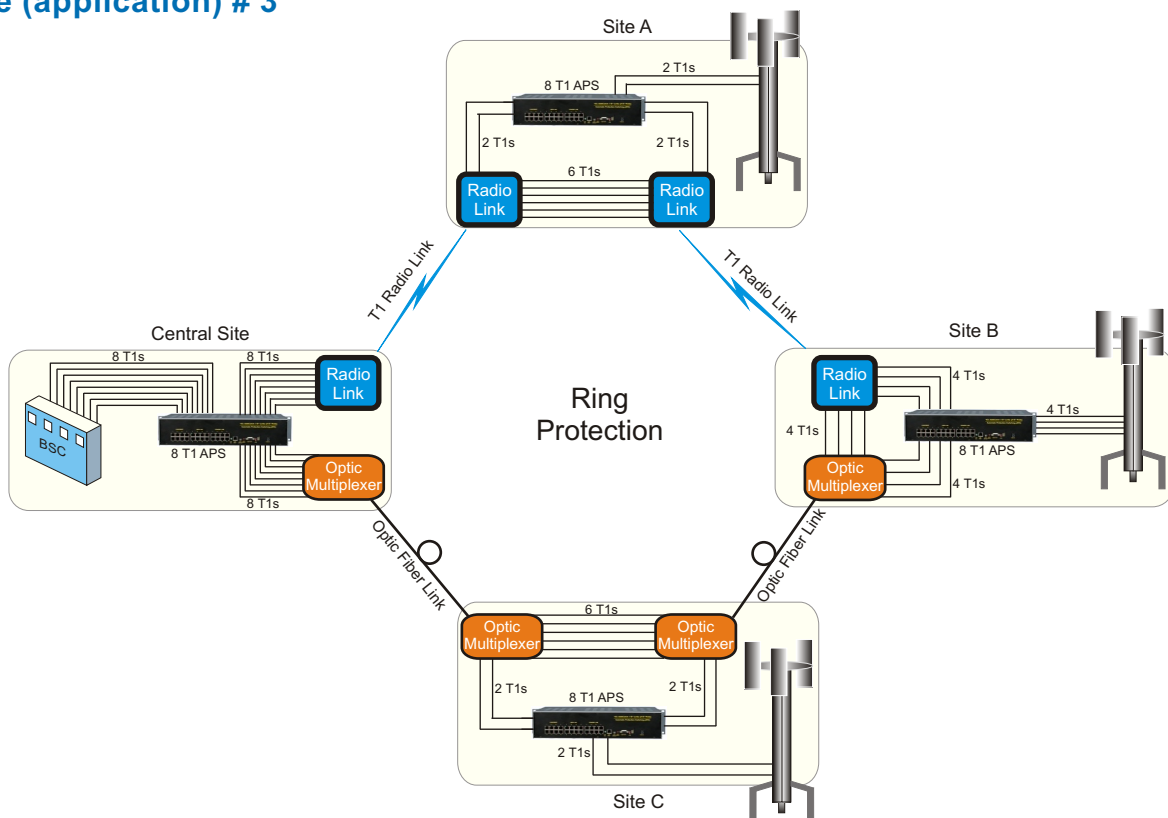 e (application) # 3
Site A
2 T1s
8 T1 APS
2 T1s
2 T1s
6 T1s
Radio
Link
Radio
Link
T1 Radio Link
T1 Radio Link
Central Site
8 T1s
8 T1s
Radio
Link
BSC
8 T1 APS
Optic
Multiplexer
8 T1s
Ring
Protection
Site B
Radio
Link
4 T1s
4 T1s
4 T1s
8 T1 APS
Optic
Multiplexer
4 T1s
Optic Fiber Link
Optic Fiber Link
6 T1s
Optic
Multiplexer
Optic
Multiplexer
2 T1s
2 T1s
8 T1 APS
2 T1s
Site C